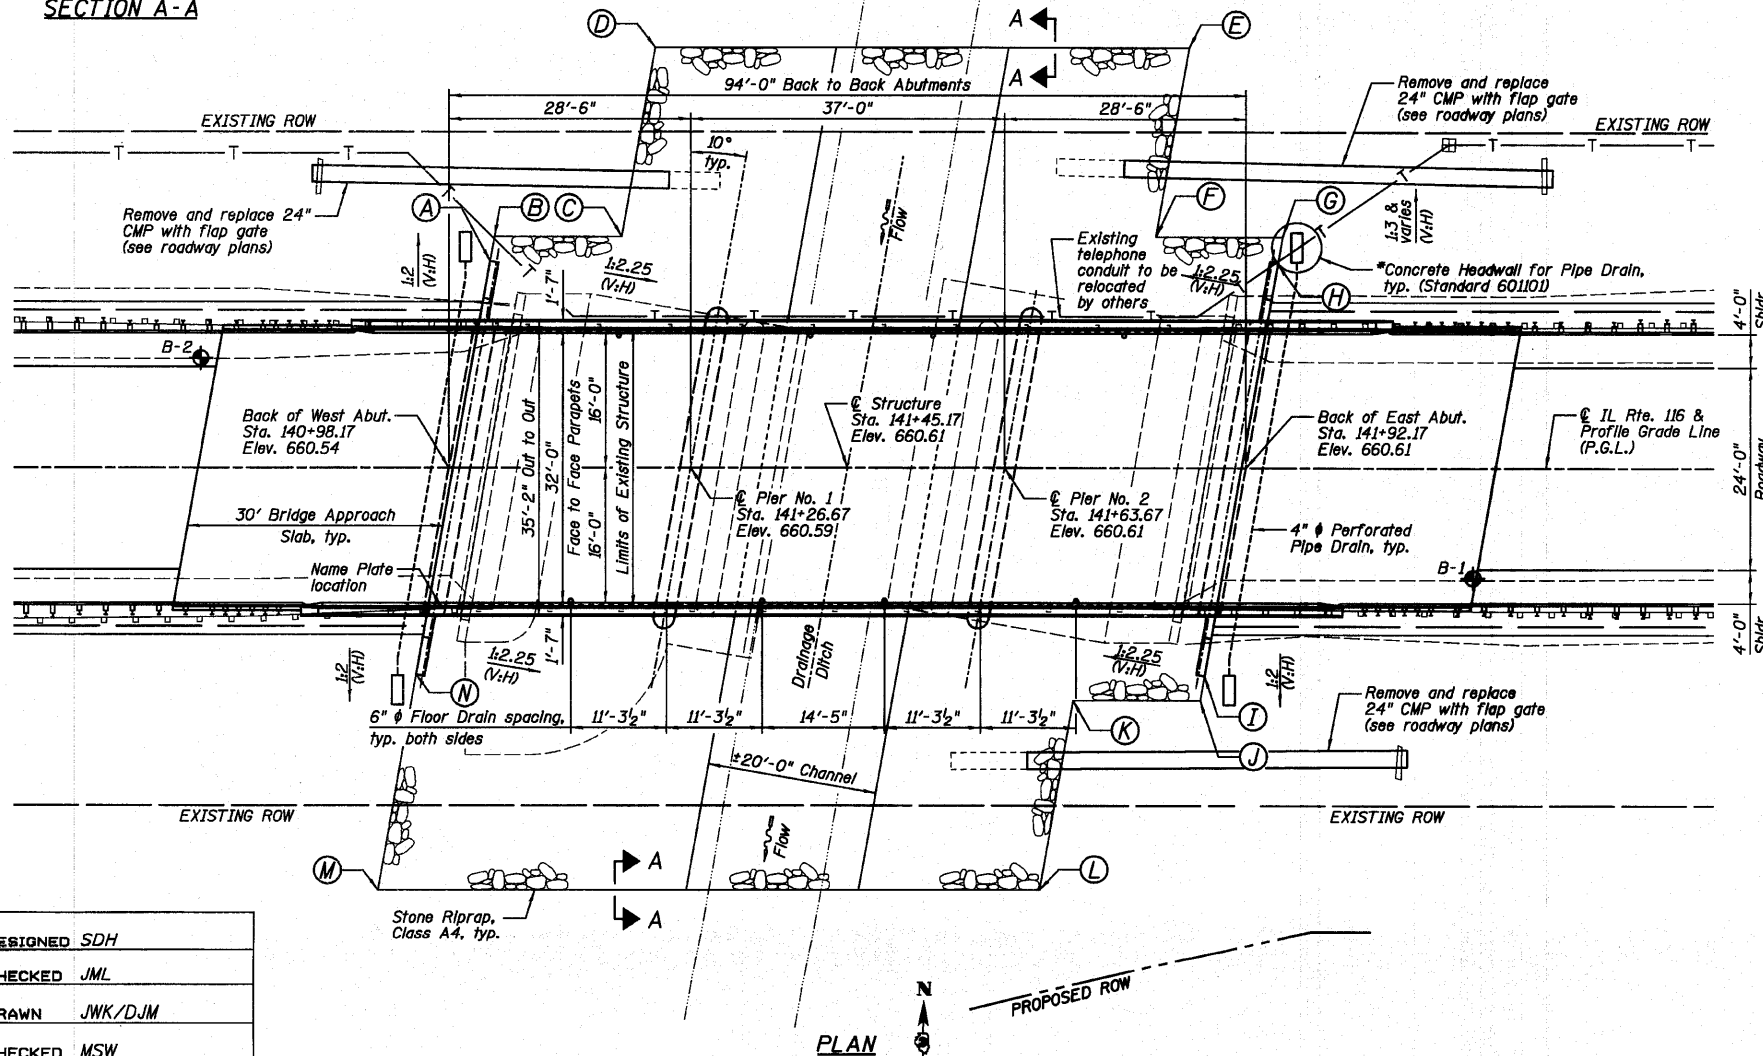 SECTION A-A
D
A
A
E
94'-0" Back to Back Abutments
28'-6"
37'-0"
28'-6"
Remove and replace
24" CMP with flap gate
(see roadway plans)
EXISTING ROW
EXISTING ROW
10°
typ.
T T T
T T T
A
B
C
F
G
Flow
Remove and replace 24"
CMP with flap gate
(see roadway plans)
1:2
(V:H)
1:2.25
(V:H)
1'-7"
Existing
telephone
conduit to be
relocated
by others
1:2.25
(V:H)
1:3 &
varies
(V:H)
*Concrete Headwall for Pipe Drain,
typ. (Standard 601101)
H
4'-0"
Shldr.
B-2
Back of West Abut.
Sta. 140+98.17
Elev. 660.54
35'-2" Out to Out
32'-0"
Face to Face Parapets
16'-0"
16'-0"
Limits of Existing Structure
℄ Structure
Sta. 141+45.17
Elev. 660.61
Back of East Abut.
Sta. 141+92.17
Elev. 660.61
℄ IL Rte. 116 &
Profile Grade Line
(P.G.L.)
24'-0"
Roadway
30' Bridge Approach
Slab, typ.
℄ Pier No. 1
Sta. 141+26.67
Elev. 660.59
℄ Pier No. 2
Sta. 141+63.67
Elev. 660.61
4" ϕ Perforated
Pipe Drain, typ.
Name Plate
location
B-1
4'-0"
Shldr.
1:2
(V:H)
1:2.25
(V:H)
1'-7"
Drainage
Ditch
1:2.25
(V:H)
1:2
(V:H)
N
6" ϕ Floor Drain spacing,
typ. both sides
11'-3½"
11'-3½"
14'-5"
11'-3½"
11'-3½"
Remove and replace
24" CMP with flap gate
(see roadway plans)
I
K
J
±20'-0" Channel
EXISTING ROW
EXISTING ROW
Flow
M
A
L
A
Stone Riprap,
Class A4, typ.
ESIGNED SDH
HECKED JML
RAWN JWK/DJM
HECKED MSW
N
PROPOSED ROW
PLAN